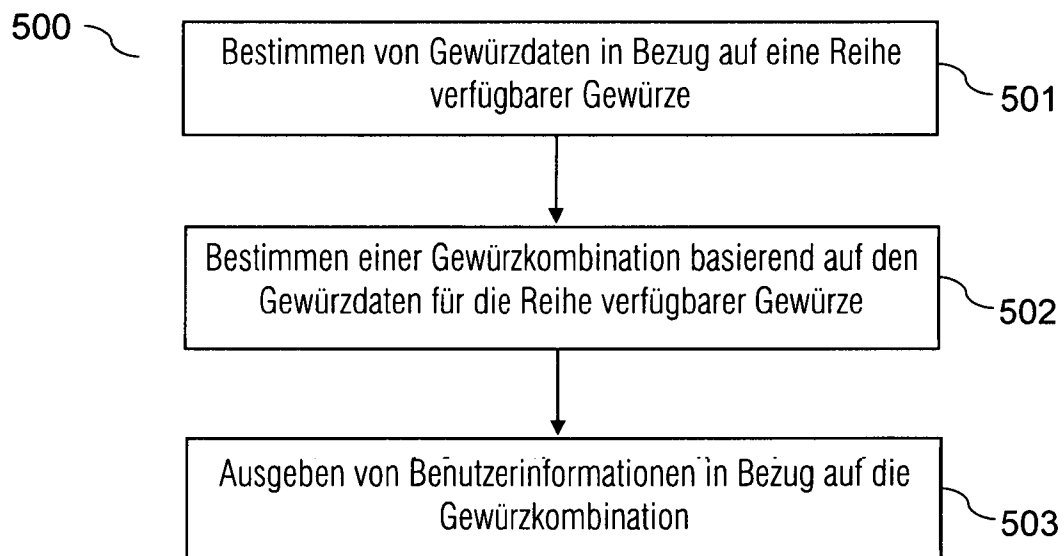 500
Bestimmen von Gewürzdaten in Bezug auf eine Reihe
verfügbarer Gewürze
501
Bestimmen einer Gewürzkombination basierend auf den
Gewürzdaten für die Reihe verfügbarer Gewürze
502
Ausgeben von Benutzerinformationen in Bezug auf die
Gewürzkombination
503